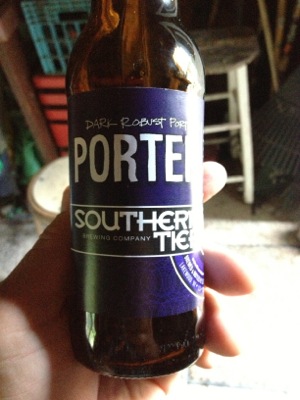 DARK ROBUST PORT
PORTE
SOUTHER
BREWING COMPANY
TIE